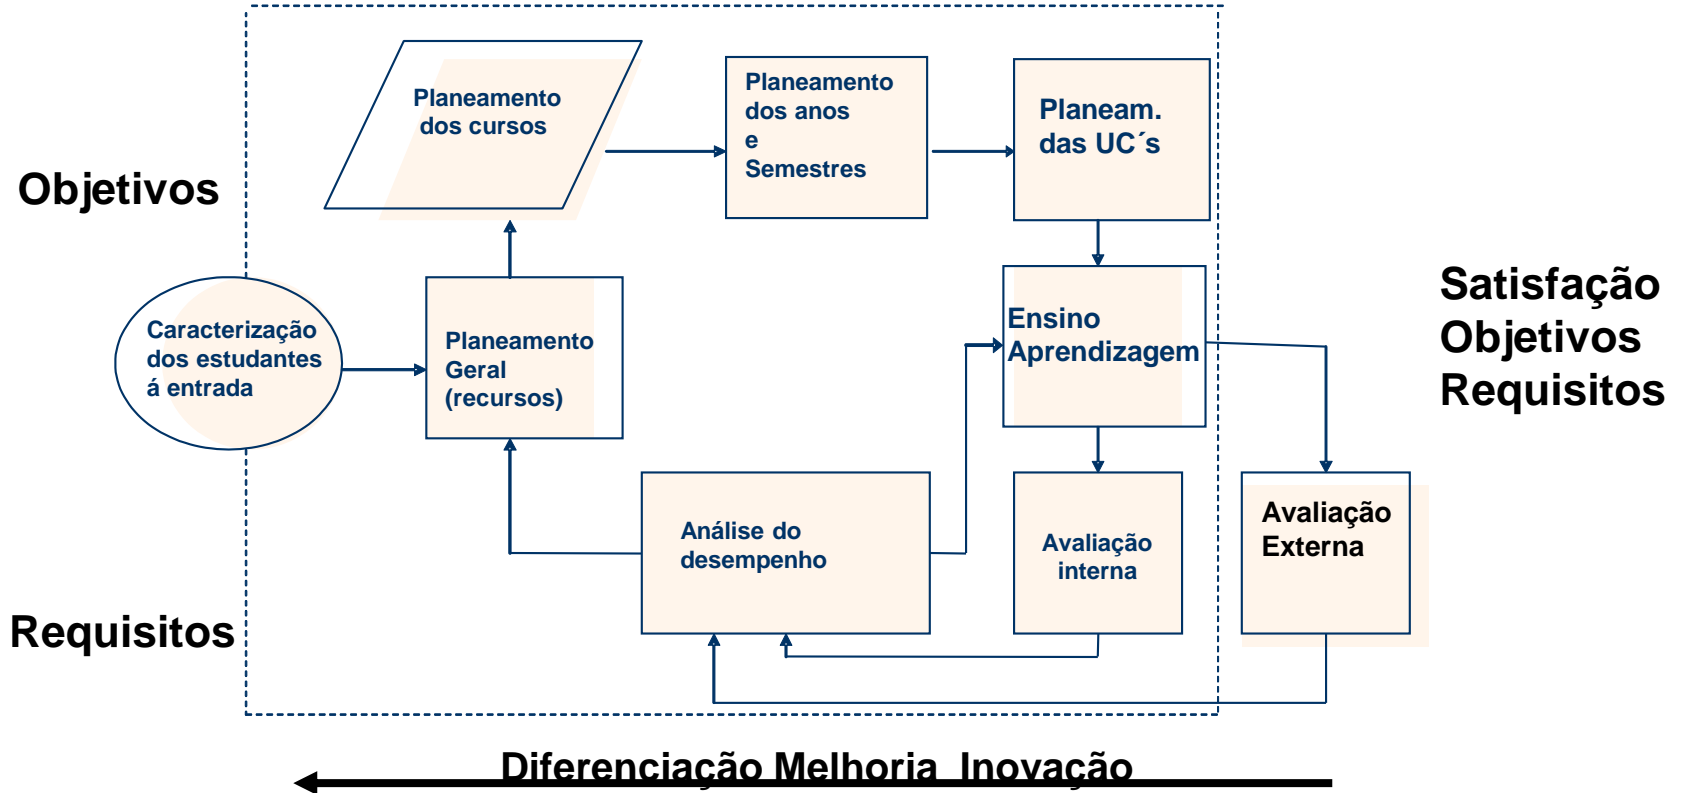 Planeamento
dos cursos
Planeamento
dos anos
e
Semestres
Planeam.
das UC´s
Objetivos
Caracterização
dos estudantes
á entrada
Planeamento
Geral
(recursos)
Ensino
Aprendizagem
Satisfação
Objetivos
Requisitos
Análise do
desempenho
Avaliação
interna
Avaliação
Externa
Requisitos
Diferenciação Melhoria Inovação